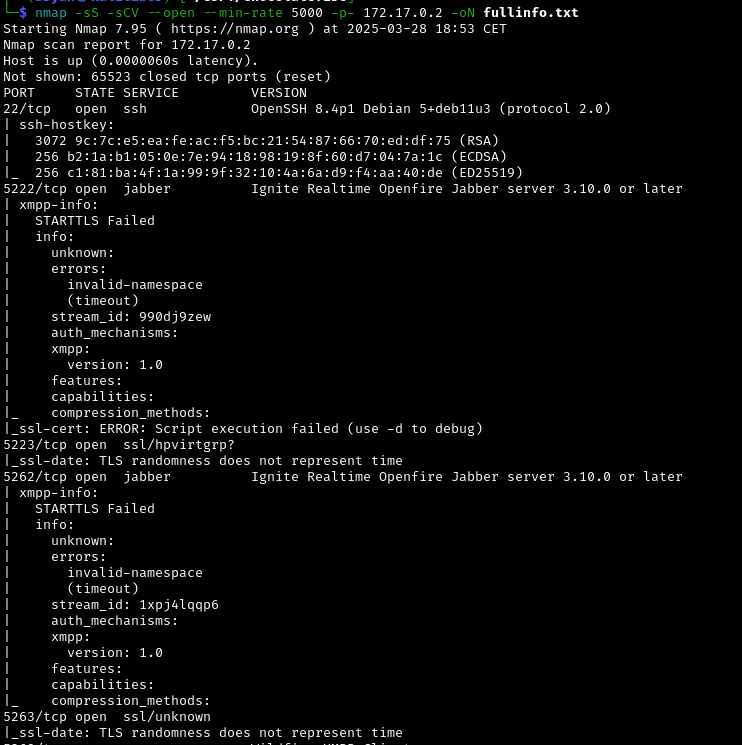 └─$ nmap -sS -sCV --open --min-rate 5000 -p- 172.17.0.2 -oN fullinfo.txt
Starting Nmap 7.95 ( https://nmap.org ) at 2025-03-28 18:53 CET
Nmap scan report for 172.17.0.2
Host is up (0.0000060s latency).
Not shown: 65523 closed tcp ports (reset)
PORT     STATE SERVICE         VERSION
22/tcp   open  ssh             OpenSSH 8.4p1 Debian 5+deb11u3 (protocol 2.0)
| ssh-hostkey:
|   3072 9c:7c:e5:ea:fe:ac:f5:bc:21:54:87:66:70:ed:df:75 (RSA)
|   256 b2:1a:b1:05:0e:7e:94:18:98:19:8f:60:d7:04:7a:1c (ECDSA)
|_  256 c1:81:ba:4f:1a:99:9f:32:10:4a:6a:d9:f4:aa:40:de (ED25519)
5222/tcp open  jabber          Ignite Realtime Openfire Jabber server 3.10.0 or later
| xmpp-info:
|   STARTTLS Failed
|   info:
|     unknown:
|     errors:
|       invalid-namespace
|       (timeout)
|     stream_id: 990dj9zew
|     auth_mechanisms:
|     xmpp:
|       version: 1.0
|     features:
|     capabilities:
|_    compression_methods:
|_ssl-cert: ERROR: Script execution failed (use -d to debug)
5223/tcp open  ssl/hpvirtgrp?
|_ssl-date: TLS randomness does not represent time
5262/tcp open  jabber          Ignite Realtime Openfire Jabber server 3.10.0 or later
| xmpp-info:
|   STARTTLS Failed
|   info:
|     unknown:
|     errors:
|       invalid-namespace
|       (timeout)
|     stream_id: 1xpj4lqqp6
|     auth_mechanisms:
|     xmpp:
|       version: 1.0
|     features:
|     capabilities:
|_    compression_methods:
5263/tcp open  ssl/unknown
|_ssl-date: TLS randomness does not represent time